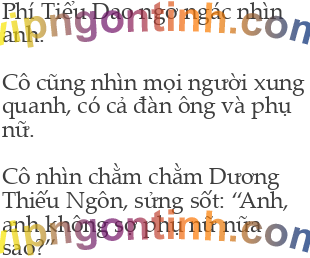 Phí Tiểu Dao ngơ ngác nhìn
anh.
Cô cũng nhìn mọi người xung
quanh, có cả đàn ông và phụ
nữ.
Cô nhìn chằm chằm Dương
Thiếu Ngôn, sửng sốt: “Anh,
anh không sợ phụ nữ nữa
sao?”
vipngontinh.com
vipngontinh.com